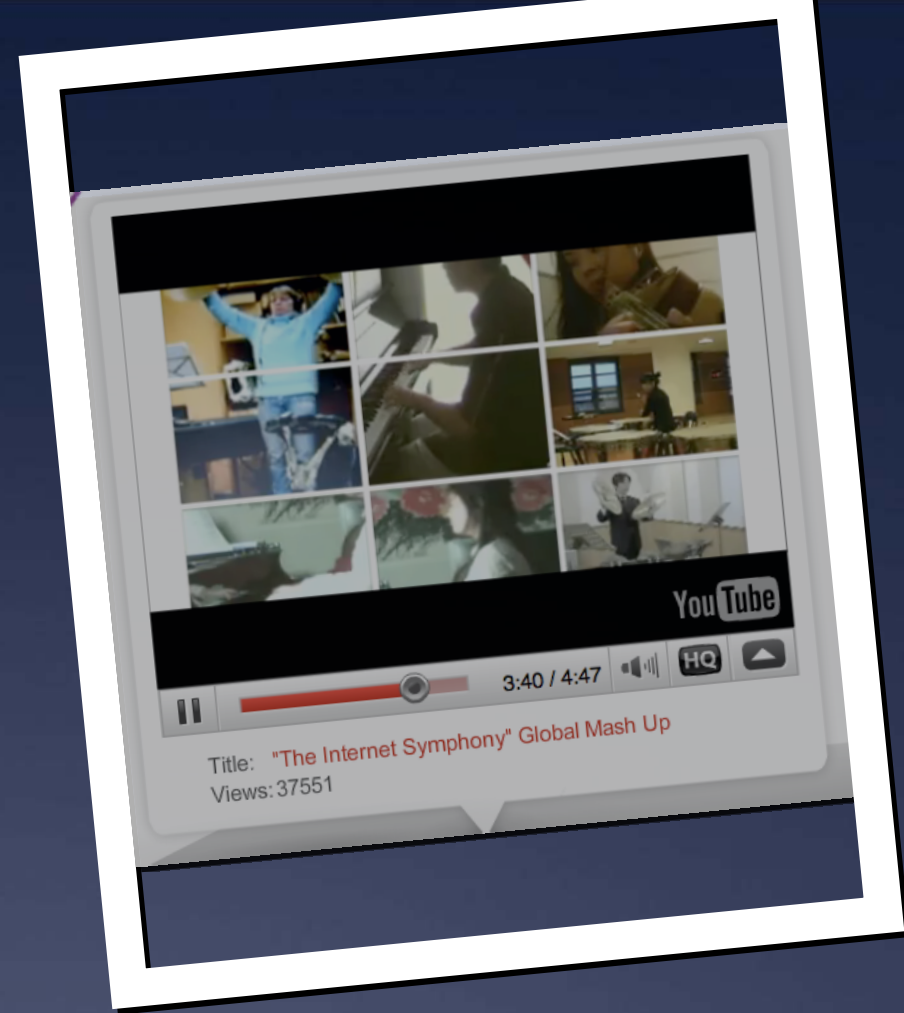 YouTube
3:40 / 4:47 HQ
Title: "The Internet Symphony" Global Mash Up
Views: 37551